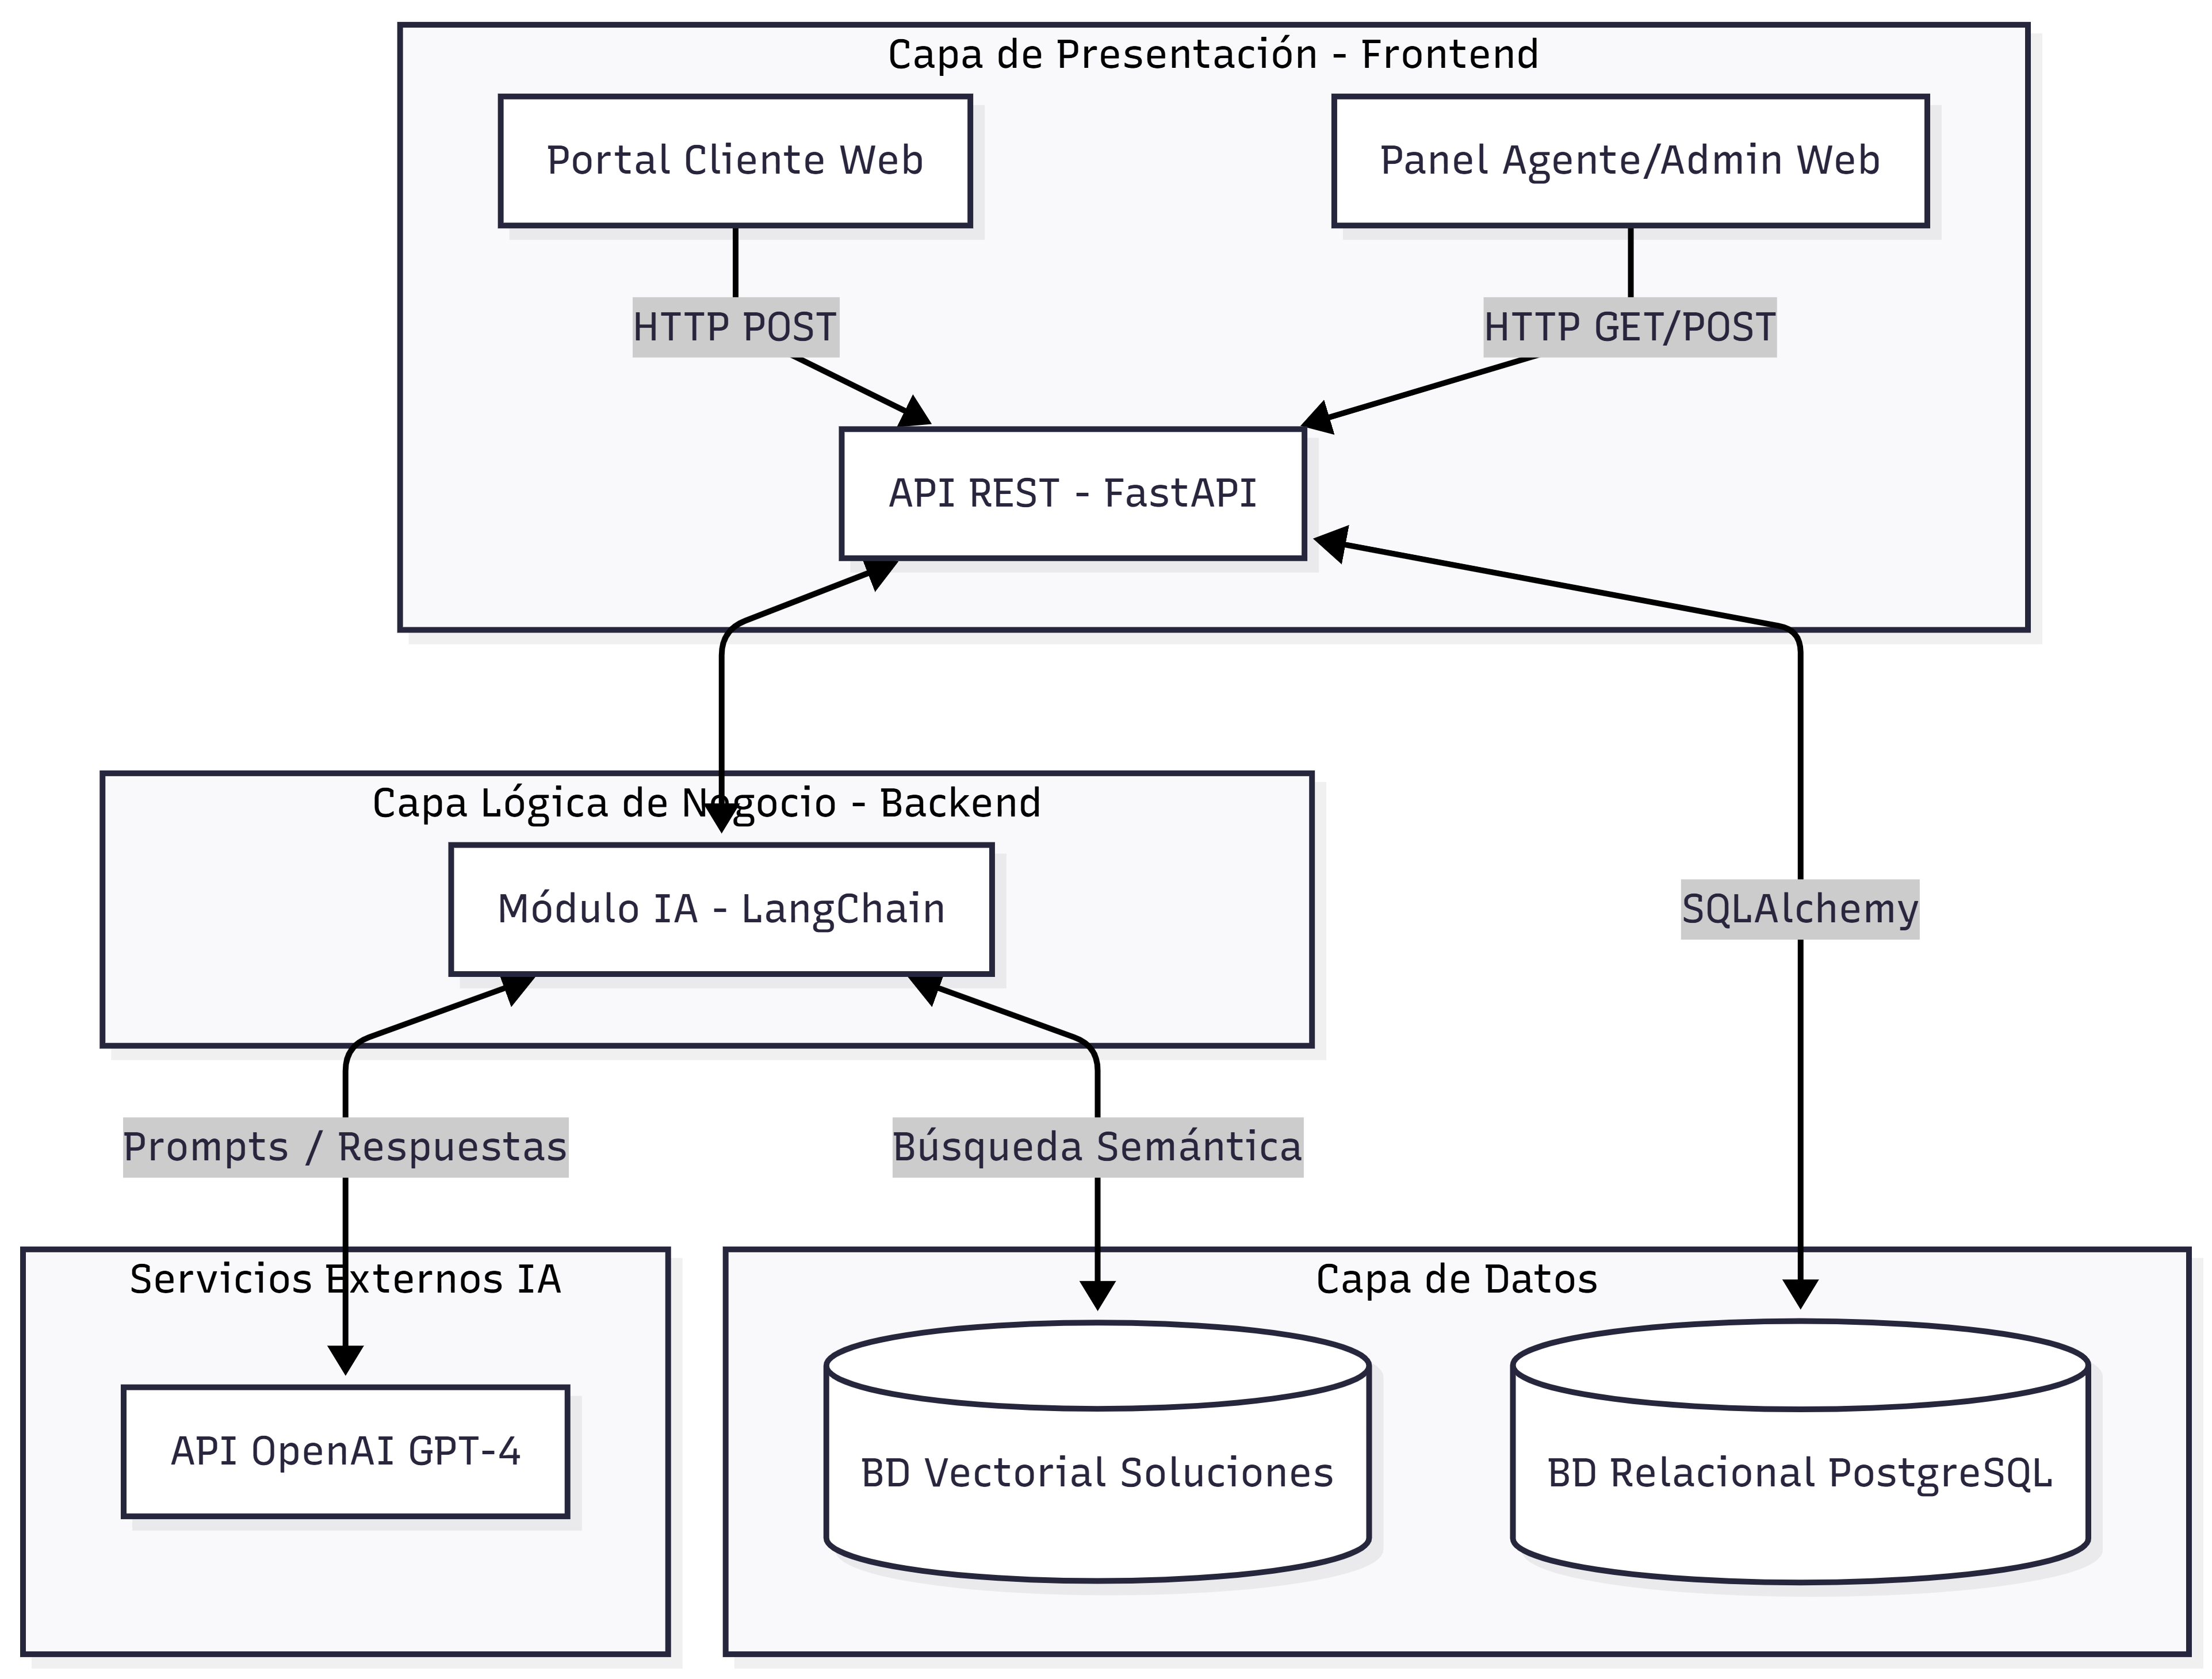 Capa de Presentación - Frontend
Portal Cliente Web
Panel Agente/Admin Web
HTTP POST
HTTP GET/POST
API REST - FastAPI
Capa Lógica de Negocio - Backend
Módulo IA - LangChain
SQLAlchemy
Prompts / Respuestas
Búsqueda Semántica
Servicios Externos IA
Capa de Datos
API OpenAI GPT-4
BD Vectorial Soluciones
BD Relacional PostgreSQL